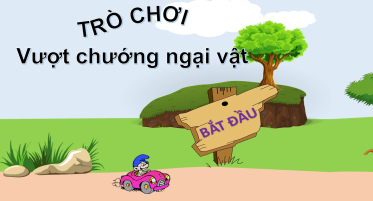 TRÒ CHƠI
Vượt chướng ngại vật
BẮT ĐẦU